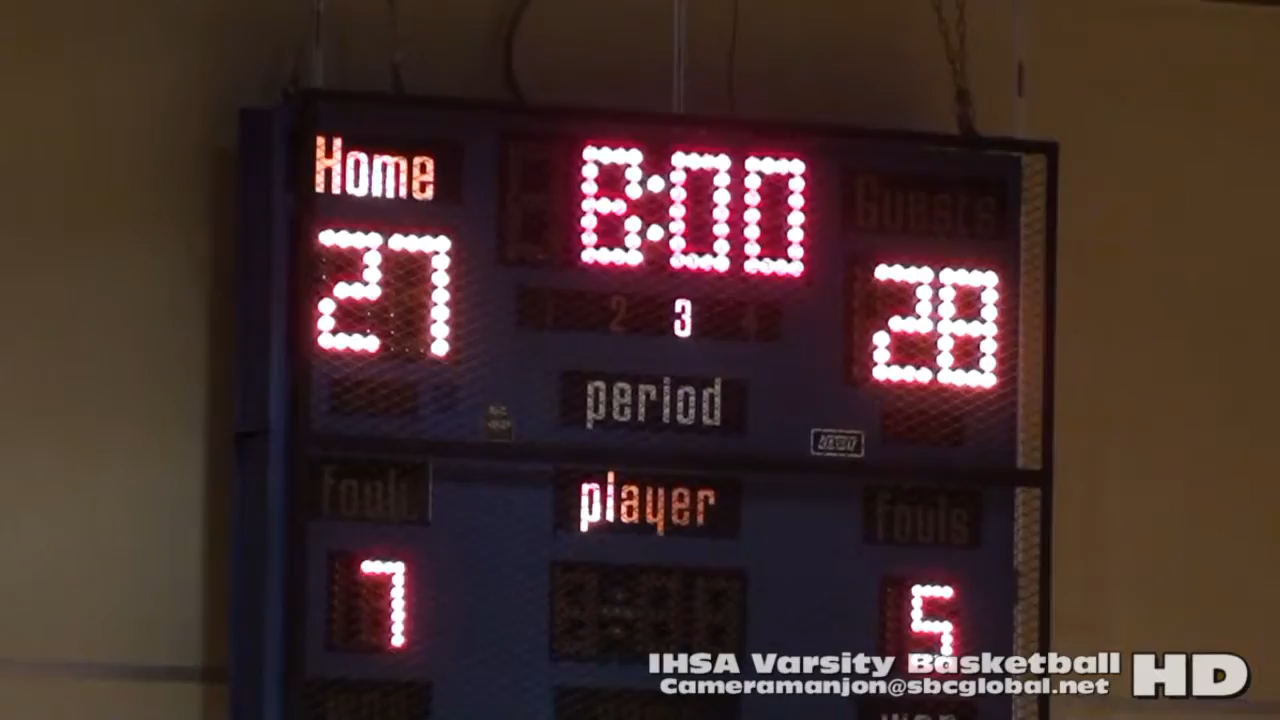 Home
8:00
Guests
27
28
2 3
period
fouls
player
fouls
7
5
IHSA Varsity Basketball HD
Cameramanjon@sbcglobal.net